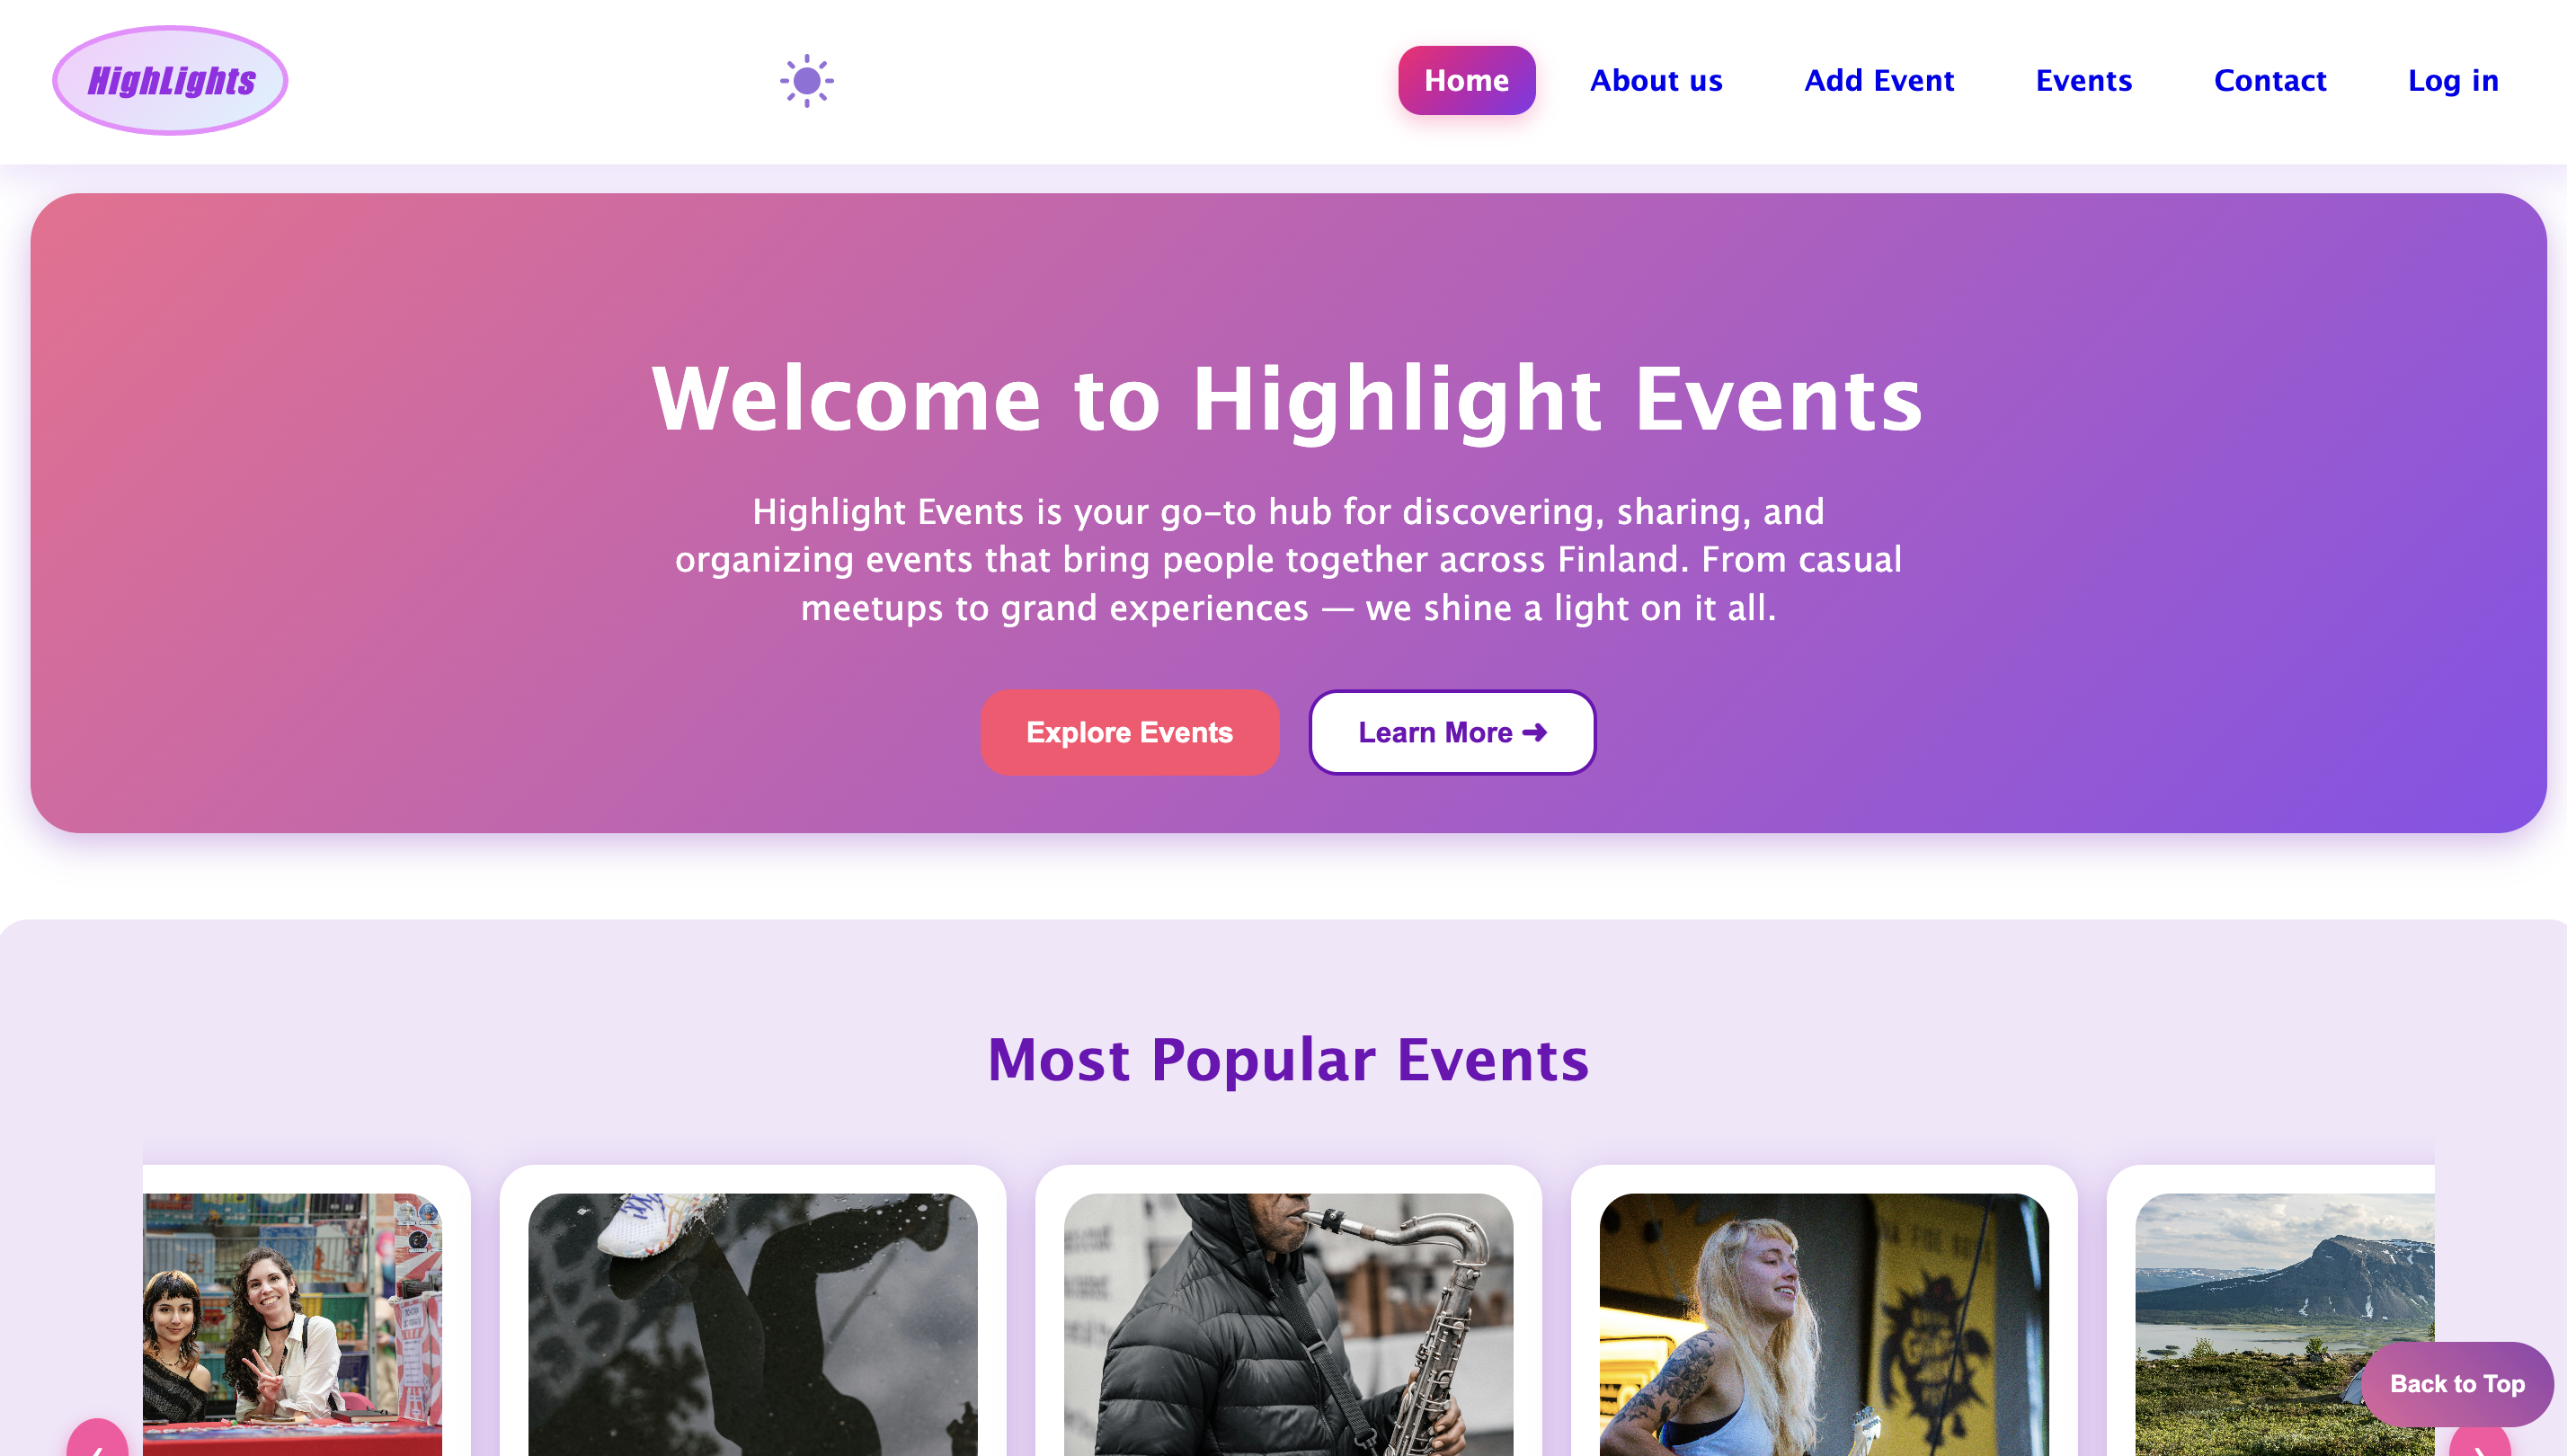 HighLights
Home
About us
Add Event
Events
Contact
Log in
Welcome to Highlight Events
Highlight Events is your go-to hub for discovering, sharing, and
organizing events that bring people together across Finland. From casual
meetups to grand experiences — we shine a light on it all.
Explore Events
Learn More ➜
Most Popular Events
Back to Top